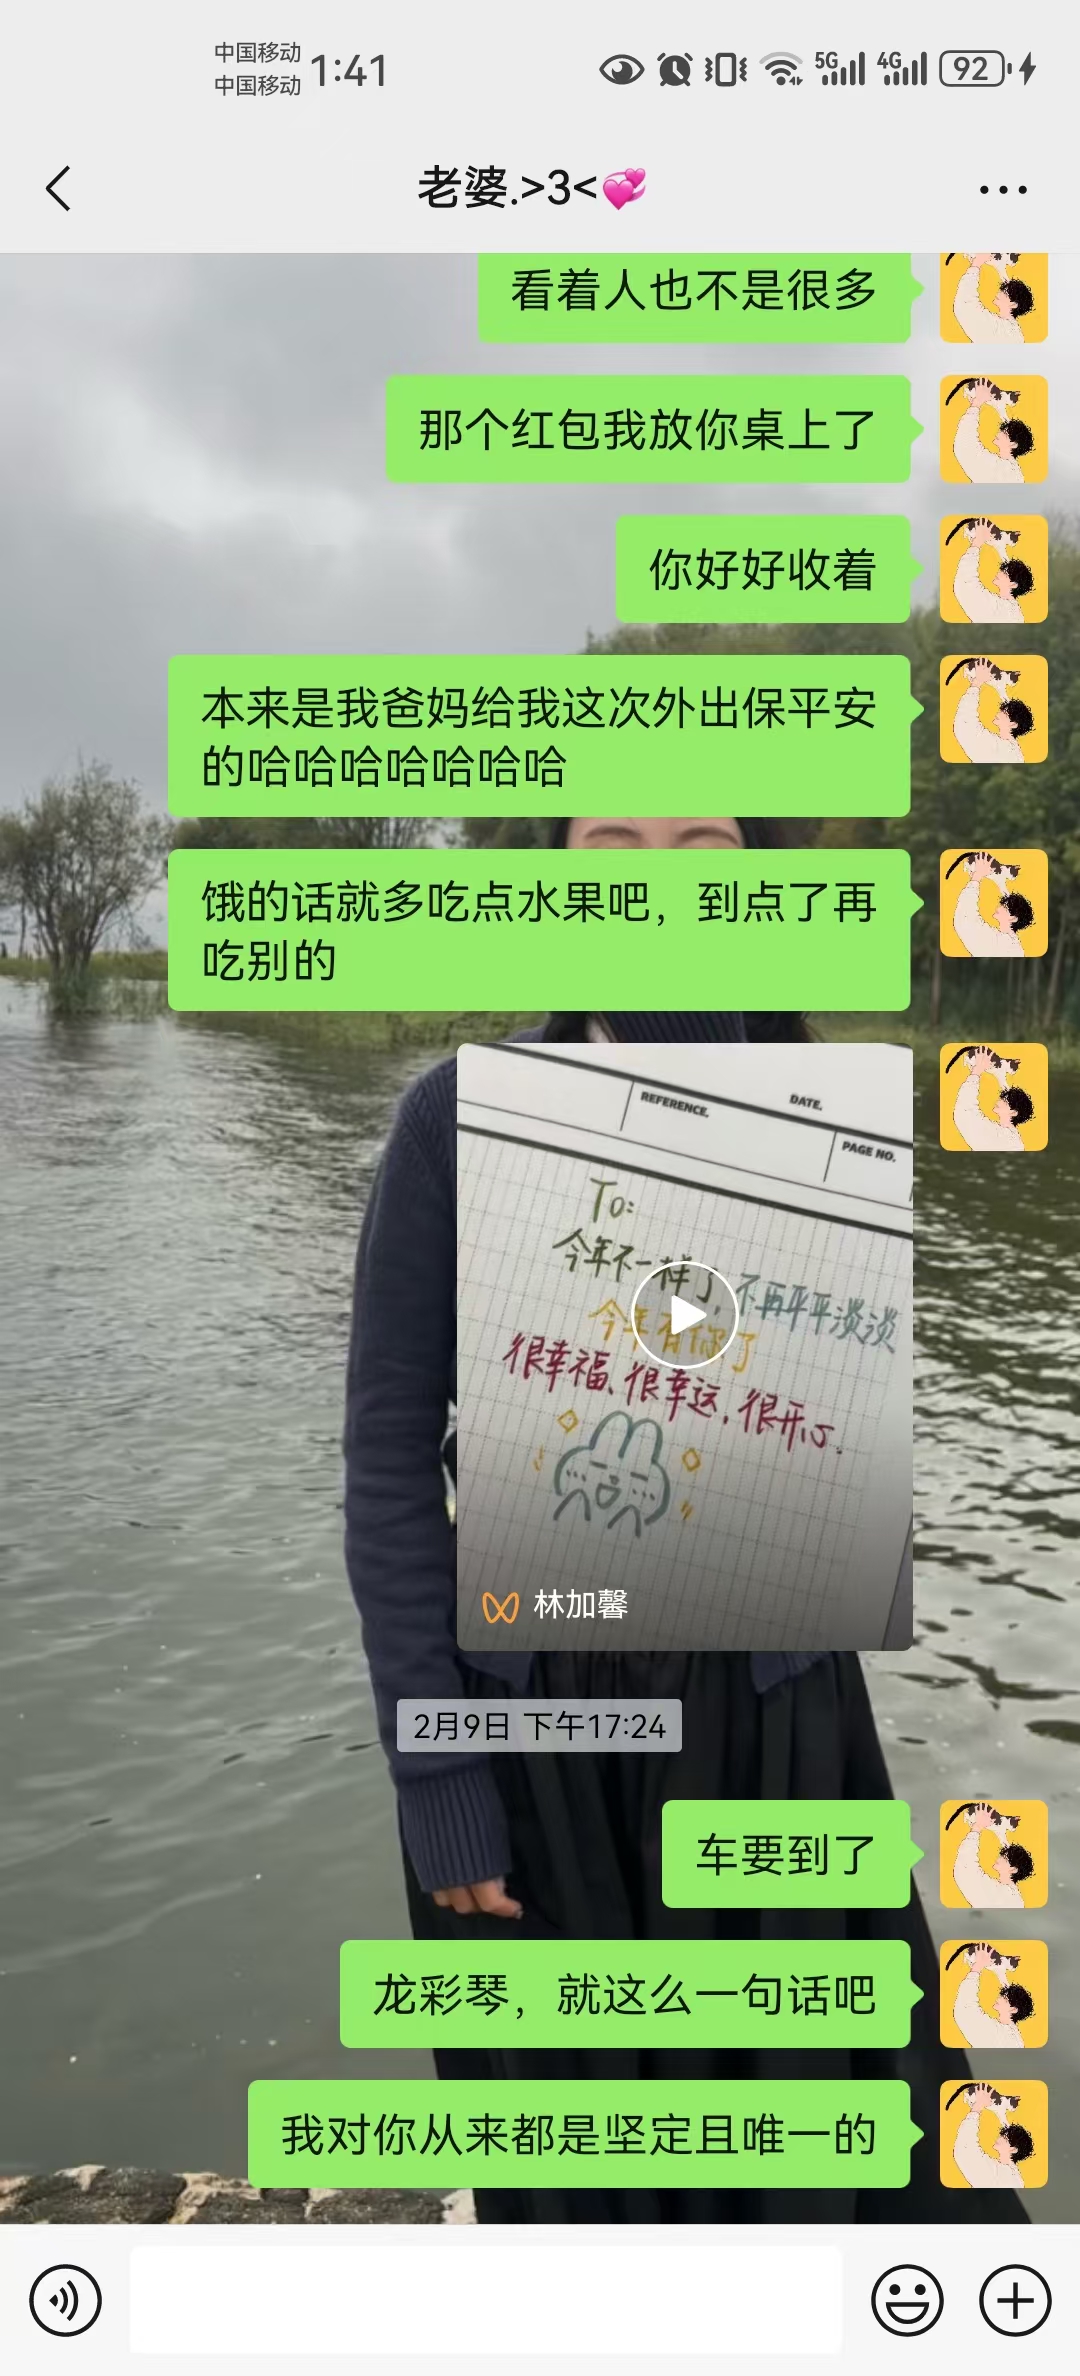 中国移动
中国移动
1:41
5G
4G
92
老婆.>3<💞
看着人也不是很多
那个红包我放你桌上了
你好好收着
本来是我爸妈给我这次外出保平安
的哈哈哈哈哈哈哈
饿的话就多吃点水果吧，到点了再
吃别的
REFERENCE.
DATE.
PAGE NO.
To:
今年不一样了,不再平平淡淡
今年有你了
很幸福、很幸运,很开心.
林加馨
2月9日 下午17:24
车要到了
龙彩琴，就这么一句话吧
我对你从来都是坚定且唯一的